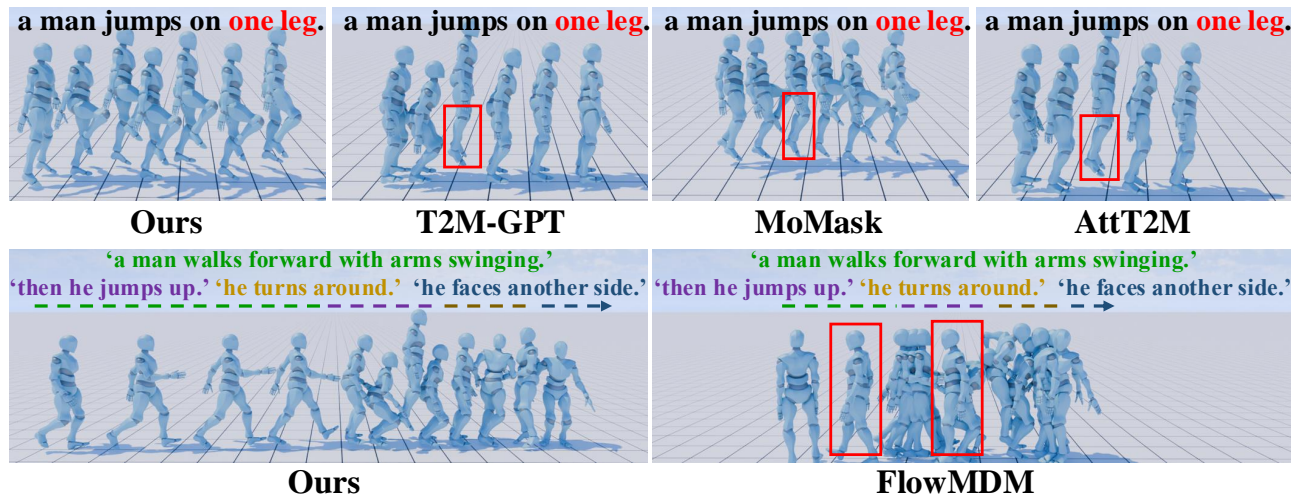 a man jumps on one leg.
a man jumps on one leg.
a man jumps on one leg.
a man jumps on one leg.
Ours
T2M-GPT
MoMask
AttT2M
‘a man walks forward with arms swinging.’
‘then he jumps up.’ ‘he turns around.’ ‘he faces another side.’
‘a man walks forward with arms swinging.’
‘then he jumps up.’ ‘he turns around.’ ‘he faces another side.’
Ours
FlowMDM